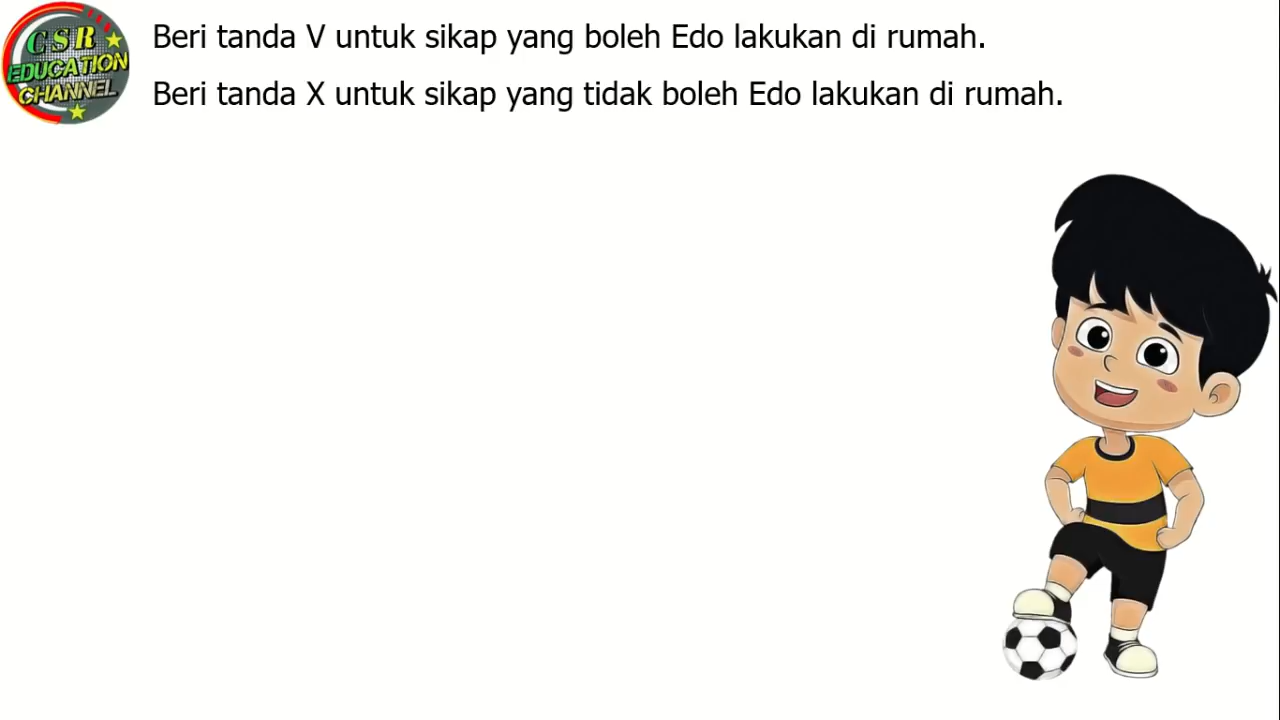 CSR
EDUCATION
CHANNEL
Beri tanda V untuk sikap yang boleh Edo lakukan di rumah.
Beri tanda X untuk sikap yang tidak boleh Edo lakukan di rumah.